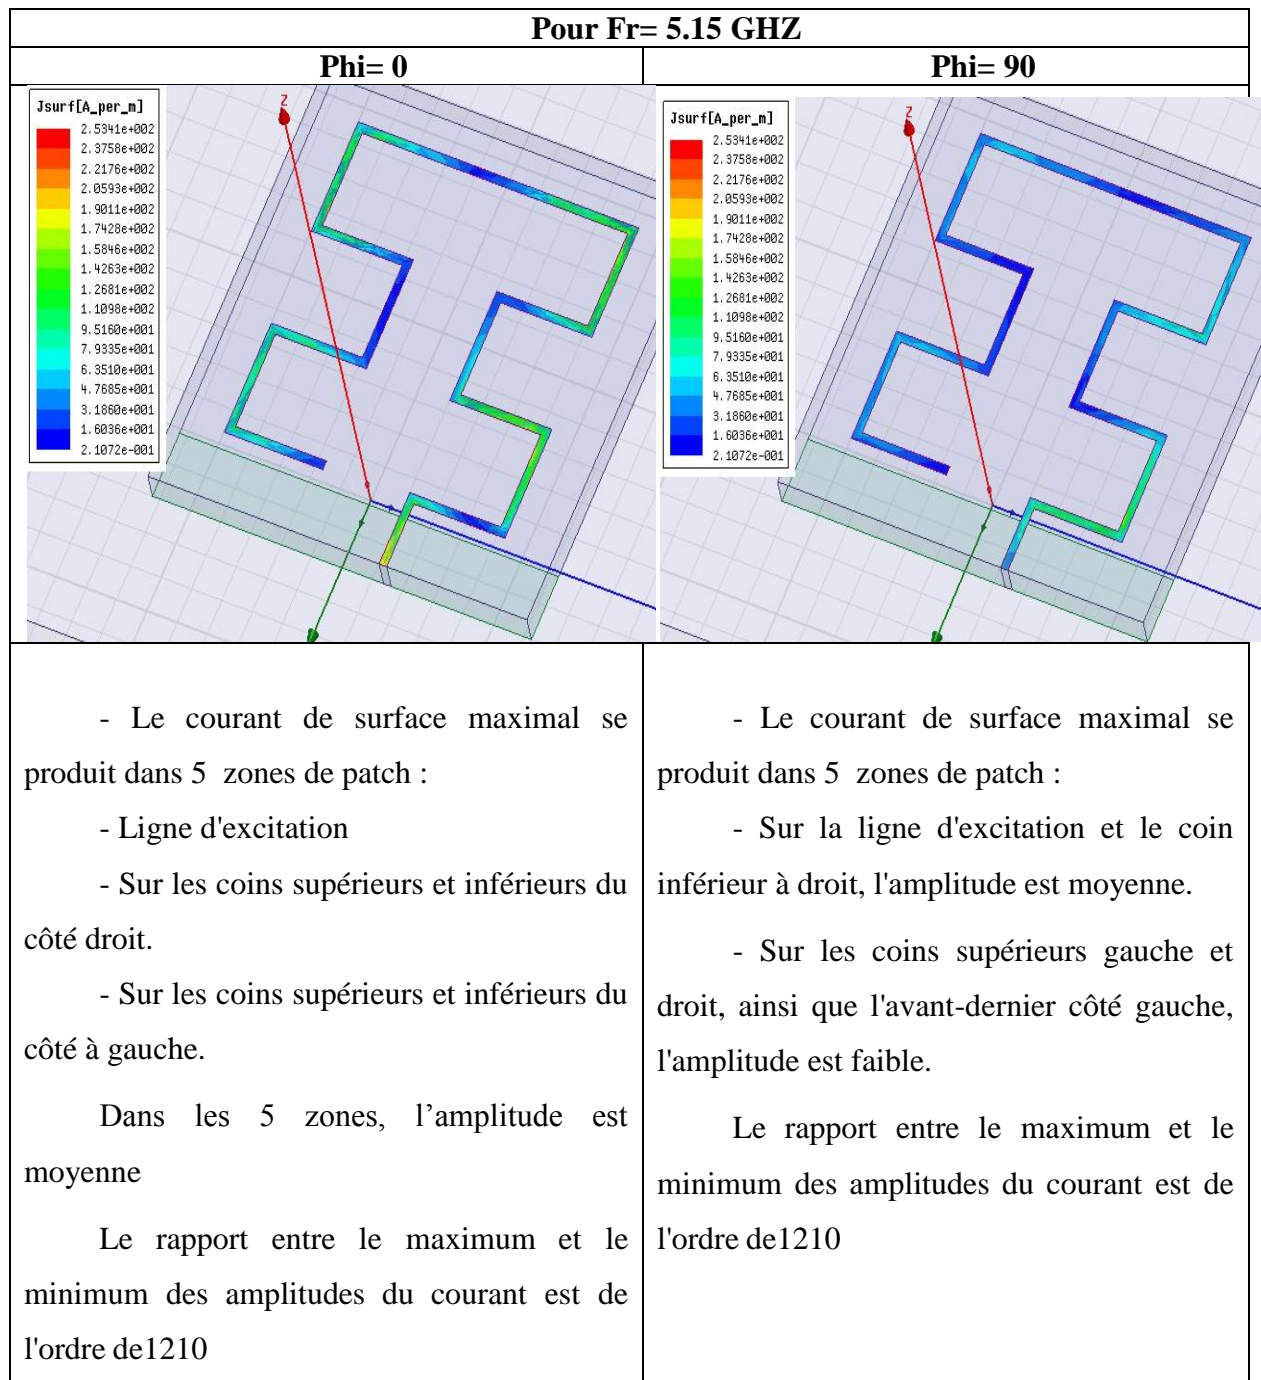 Pour Fr= 5.15 GHZ
Phi= 0
Phi= 90
Jsurf[A_per_m]
2.5341e+002
2.3758e+002
2.2176e+002
2.0593e+002
1.9011e+002
1.7428e+002
1.5846e+002
1.4263e+002
1.2681e+002
1.1098e+002
9.5160e+001
7.9335e+001
6.3510e+001
4.7685e+001
3.1860e+001
1.6036e+001
2.1072e-001
Z
Jsurf[A_per_m]
2.5341e+002
2.3758e+002
2.2176e+002
2.0593e+002
1.9011e+002
1.7428e+002
1.5846e+002
1.4263e+002
1.2681e+002
1.1098e+002
9.5160e+001
7.9335e+001
6.3510e+001
4.7685e+001
3.1860e+001
1.6036e+001
2.1072e-001
Z
- Le courant de surface maximal se
produit dans 5 zones de patch :
- Ligne d'excitation
- Sur les coins supérieurs et inférieurs du
côté droit.
- Sur les coins supérieurs et inférieurs du
côté à gauche.
Dans les 5 zones, l’amplitude est
moyenne
Le rapport entre le maximum et le
minimum des amplitudes du courant est de
l'ordre de1210
- Le courant de surface maximal se
produit dans 5 zones de patch :
- Sur la ligne d'excitation et le coin
inférieur à droit, l'amplitude est moyenne.
- Sur les coins supérieurs gauche et
droit, ainsi que l'avant-dernier côté gauche,
l'amplitude est faible.
Le rapport entre le maximum et le
minimum des amplitudes du courant est de
l'ordre de1210